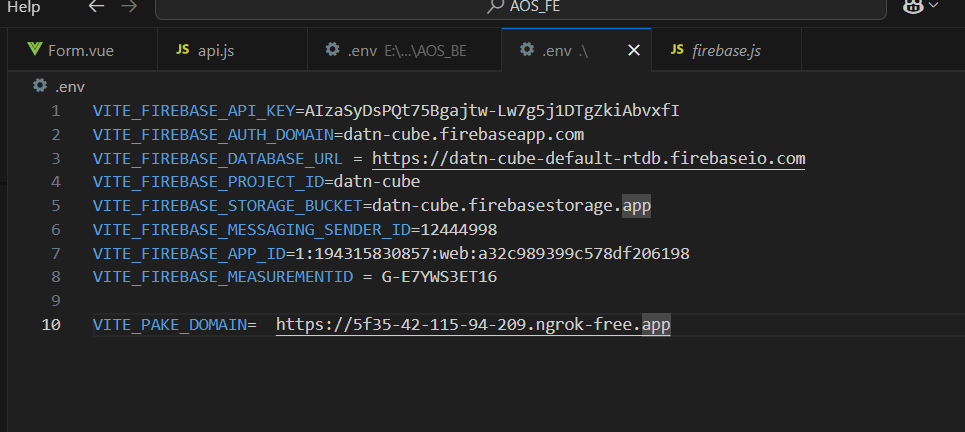 Help
AOS_FE
Form.vue
JS api.js
.env E:\...\AOS_BE
.env .\
JS firebase.js
.env
1 VITE_FIREBASE_API_KEY=AIzaSyDsPQt75Bgajtw-Lw7g5j1DTgZkiAbvxfI
2 VITE_FIREBASE_AUTH_DOMAIN=datn-cube.firebaseapp.com
3 VITE_FIREBASE_DATABASE_URL = https://datn-cube-default-rtdb.firebaseio.com
4 VITE_FIREBASE_PROJECT_ID=datn-cube
5 VITE_FIREBASE_STORAGE_BUCKET=datn-cube.firebasestorage.app
6 VITE_FIREBASE_MESSAGING_SENDER_ID=12444998
7 VITE_FIREBASE_APP_ID=1:194315830857:web:a32c989399c578df206198
8 VITE_FIREBASE_MEASUREMENTID = G-E7YWS3ET16
9
10 VITE_PAKE_DOMAIN=  https://5f35-42-115-94-209.ngrok-free.app